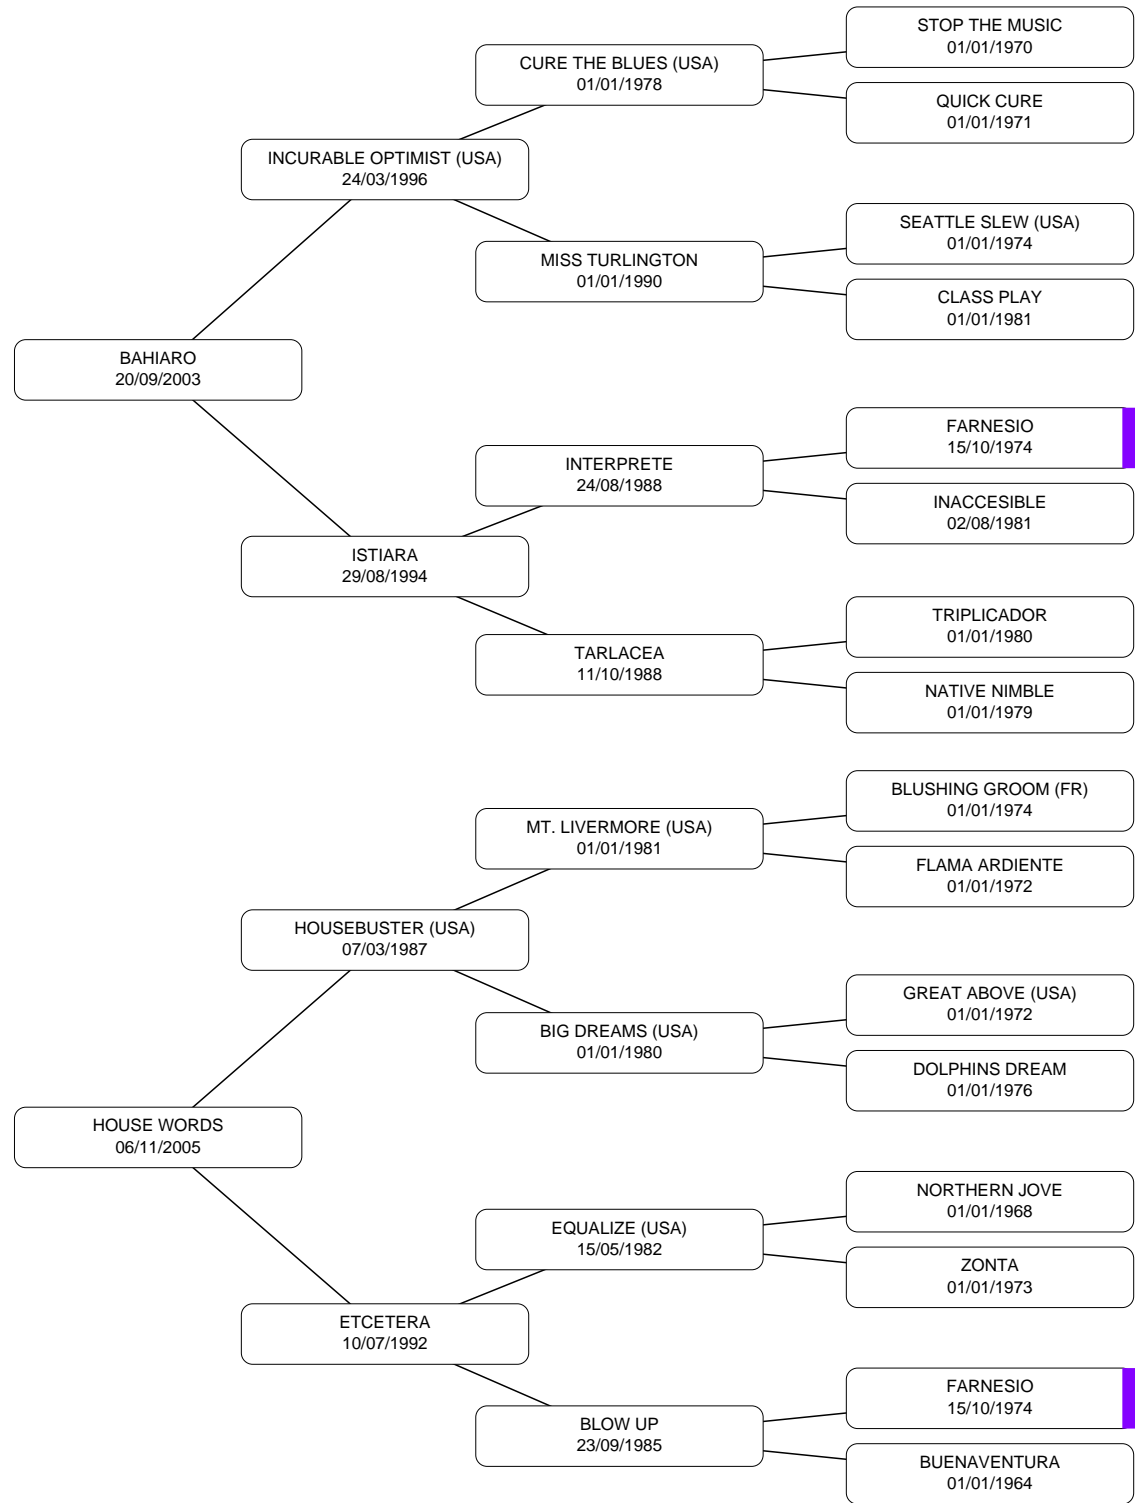 STOP THE MUSIC
01/01/1970
CURE THE BLUES (USA)
01/01/1978
QUICK CURE
01/01/1971
INCURABLE OPTIMIST (USA)
24/03/1996
SEATTLE SLEW (USA)
01/01/1974
MISS TURLINGTON
01/01/1990
CLASS PLAY
01/01/1981
BAHIARO
20/09/2003
FARNESIO
15/10/1974
INTERPRETE
24/08/1988
INACCESIBLE
02/08/1981
ISTIARA
29/08/1994
TRIPLICADOR
01/01/1980
TARLACEA
11/10/1988
NATIVE NIMBLE
01/01/1979
BLUSHING GROOM (FR)
01/01/1974
MT. LIVERMORE (USA)
01/01/1981
FLAMA ARDIENTE
01/01/1972
HOUSEBUSTER (USA)
07/03/1987
GREAT ABOVE (USA)
01/01/1972
BIG DREAMS (USA)
01/01/1980
DOLPHINS DREAM
01/01/1976
HOUSE WORDS
06/11/2005
NORTHERN JOVE
01/01/1968
EQUALIZE (USA)
15/05/1982
ZONTA
01/01/1973
ETCETERA
10/07/1992
FARNESIO
15/10/1974
BLOW UP
23/09/1985
BUENAVENTURA
01/01/1964